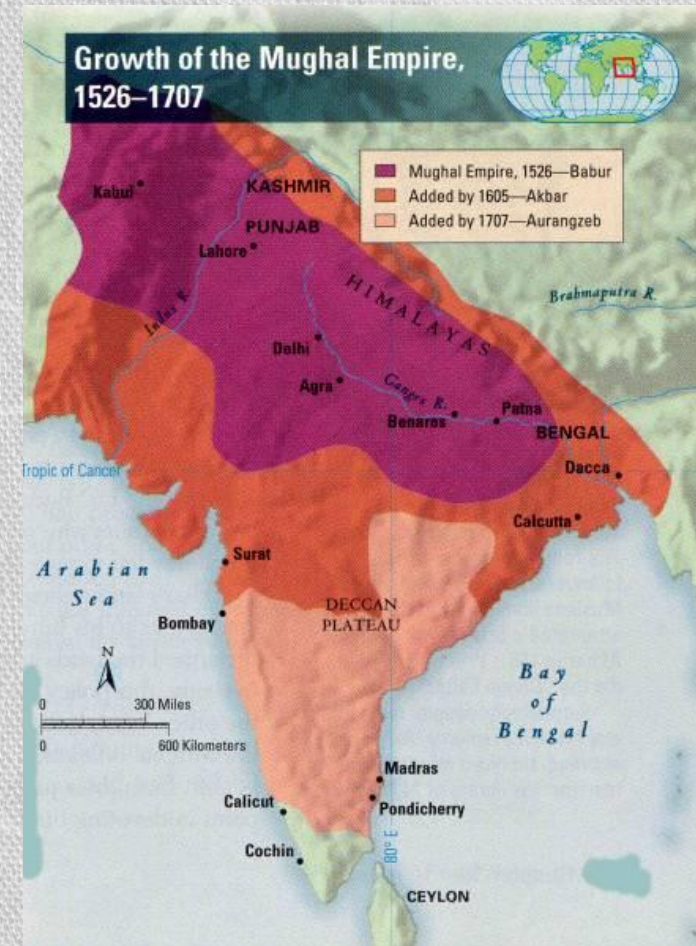 Growth of the Mughal Empire,
1526–1707
Mughal Empire, 1526—Babur
Added by 1605—Akbar
Added by 1707—Aurangzeb
Kabul
KASHMIR
PUNJAB
Lahore
Indus R.
HIMALAYAS
Brahmaputra R.
Delhi
Agra
Ganges R.
Benares
Patna
BENGAL
Tropic of Cancer
Dacca
Calcutta
Arabian
Sea
Surat
DECCAN
PLATEAU
Bombay
N
0 300 Miles
0 600 Kilometers
Bay
of
Bengal
Madras
Pondicherry
Calicut
Cochin
80° E
CEYLON